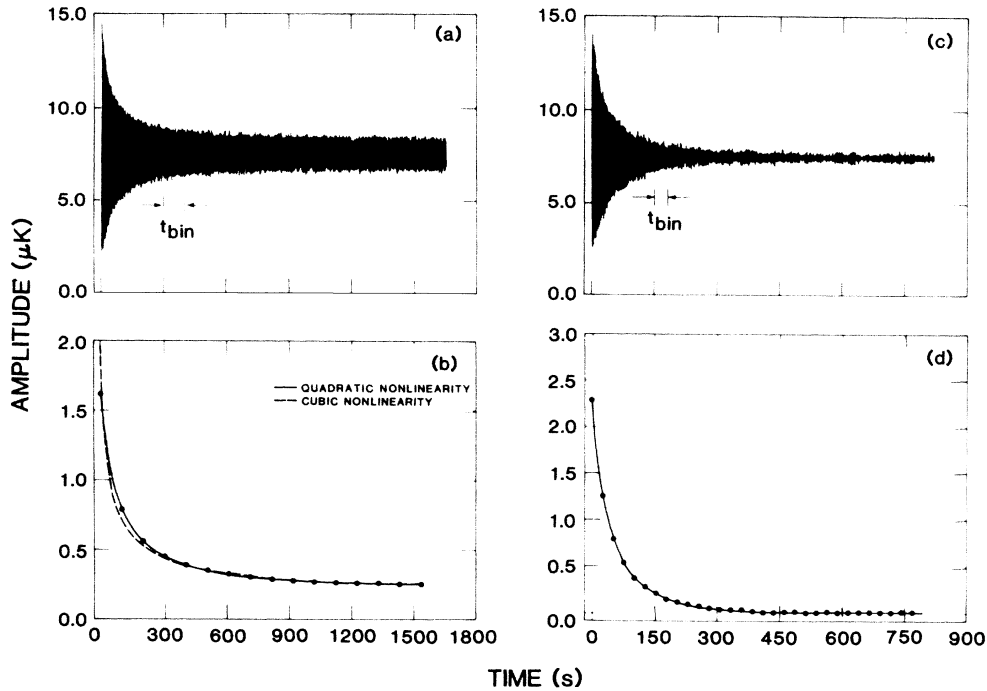 AMPLITUDE (μK)
15.0
10.0
5.0
0.0
(a)
t bin
15.0
10.0
5.0
0.0
(c)
t bin
2.0
1.5
1.0
0.5
0.0
(b)
QUADRATIC NONLINEARITY
CUBIC NONLINEARITY
0 300 600 900 1200 1500 1800
3.0
2.5
2.0
1.5
1.0
0.5
0.0
(d)
0 150 300 450 600 750 900
TIME (s)